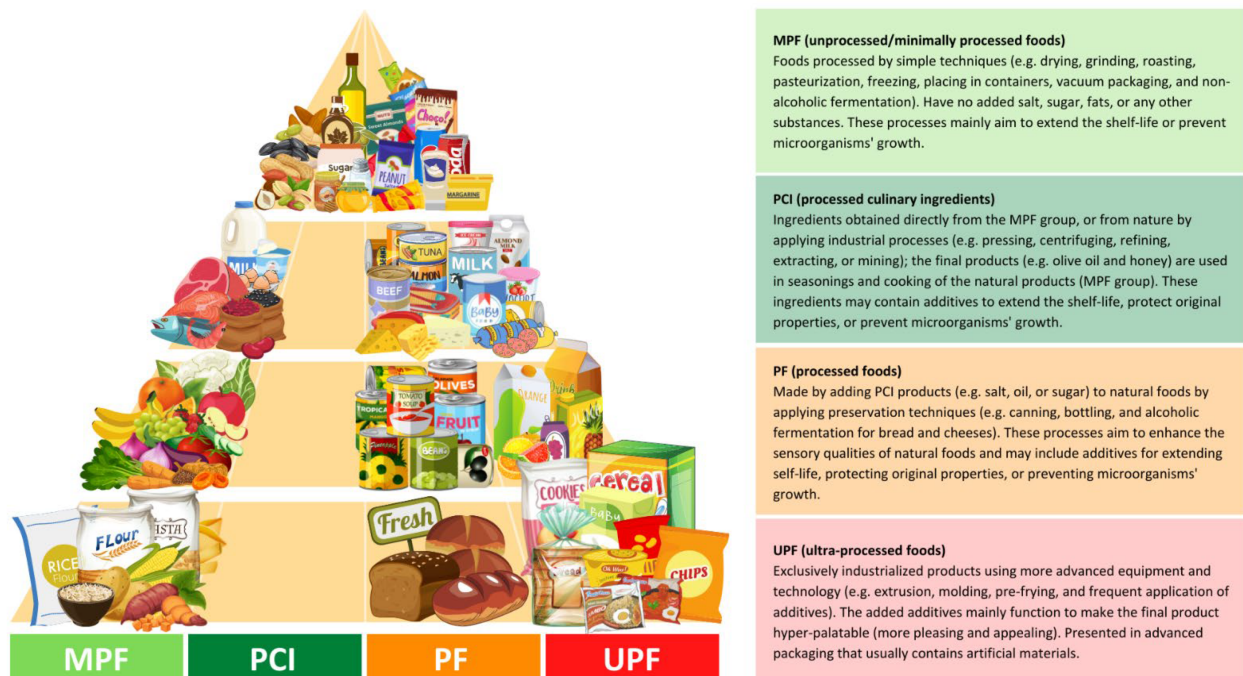 Choco!
Sugar
PEANUT
Soda
MARGARINE
TUNA
ALMOND
MILK
MILK
MILK
SALMON
BEEF
BaBy
OLIVES
TROPICAL
TOMATO
SOUP
FRUIT
BEANS
ORANGE
Drink
COOKIES
cereal
BaBy
RICE
Flour
FLOUR
PASTA
Fresh
Bread
CHIPS
MPF
PCI
PF
UPF
MPF (unprocessed/minimally processed foods)
Foods processed by simple techniques (e.g. drying, grinding, roasting,
pasteurization, freezing, placing in containers, vacuum packaging, and non-
alcoholic fermentation). Have no added salt, sugar, fats, or any other
substances. These processes mainly aim to extend the shelf-life or prevent
microorganisms' growth.
PCI (processed culinary ingredients)
Ingredients obtained directly from the MPF group, or from nature by
applying industrial processes (e.g. pressing, centrifuging, refining,
extracting, or mining); the final products (e.g. olive oil and honey) are used
in seasonings and cooking of the natural products (MPF group). These
ingredients may contain additives to extend the shelf-life, protect original
properties, or prevent microorganisms' growth.
PF (processed foods)
Made by adding PCI products (e.g. salt, oil, or sugar) to natural foods by
applying preservation techniques (e.g. canning, bottling, and alcoholic
fermentation for bread and cheeses). These processes aim to enhance the
sensory qualities of natural foods and may include additives for extending
self-life, protecting original properties, or preventing microorganisms'
growth.
UPF (ultra-processed foods)
Exclusively industrialized products using more advanced equipment and
technology (e.g. extrusion, molding, pre-frying, and frequent application of
additives). The added additives mainly function to make the final product
hyper-palatable (more pleasing and appealing). Presented in advanced
packaging that usually contains artificial materials.